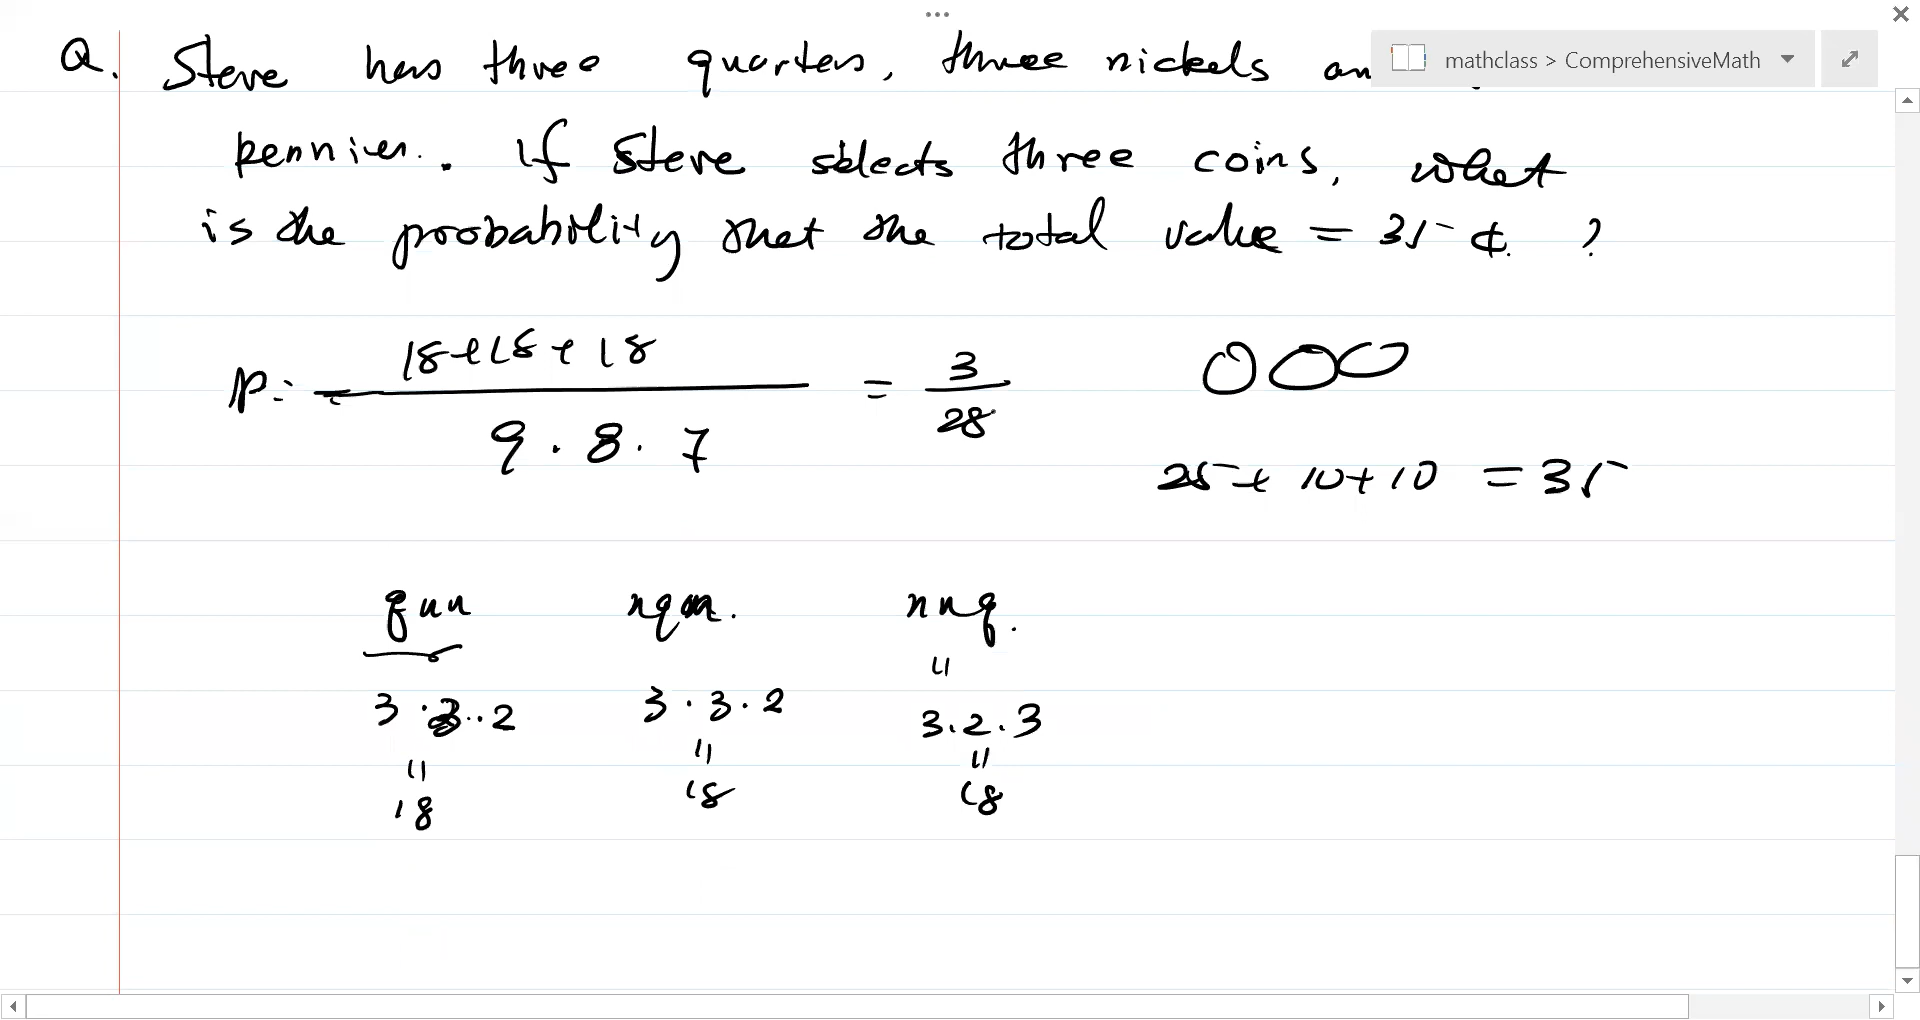 mathclass > ComprehensiveMath
Q. Steve has three quarters, three nickels an
pennies. If Steve selects three coins, what
is the probability that the total value = 35 ¢ ?
P = 18 + 18 + 18 / 9 . 8 . 7 = 3 / 28
25 + 10 + 10 = 35
qnn nqn. nnq.
3 . 3 . 2 3 . 3 . 2 = 3 . 2 . 3
= = =
18 18 18